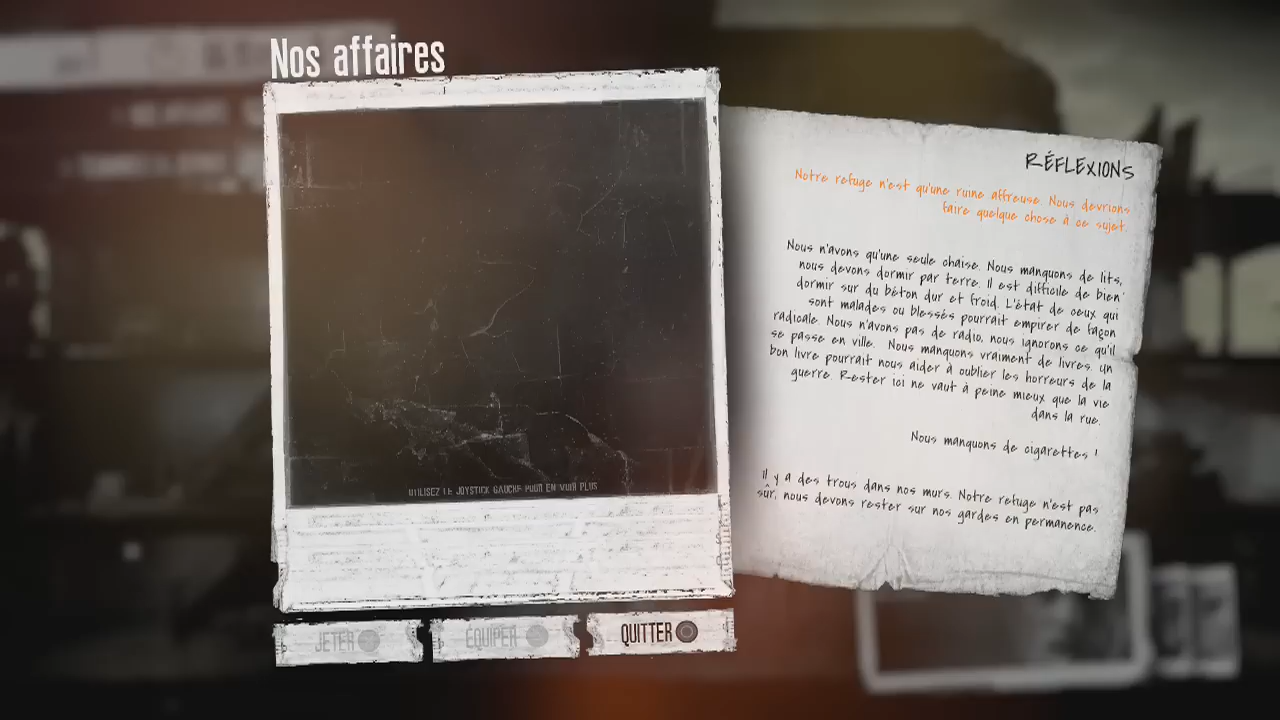 Nos affaires
RÉFLEXIONS
Notre refuge n'est qu'une ruine affreuse. Nous devrions
faire quelque chose à ce sujet.
Nous n'avons qu'une seule chaise. Nous manquons de lits,
nous devons dormir par terre. Il est difficile de bien
dormir sur du béton dur et froid. L'état de ceux qui
sont malades ou blessés pourrait empirer de façon
radicale. Nous n'avons pas de radio, nous ignorons ce qu'il
se passe en ville. Nous manquons vraiment de livres. Un
bon livre pourrait nous aider à oublier les horreurs de la
guerre. Rester ici ne vaut à peine mieux que la vie
dans la rue.
Nous manquons de cigarettes !
Il y a des trous dans nos murs. Notre refuge n'est pas
sûr, nous devons rester sur nos gardes en permanence.
UTILISEZ LE JOYSTICK GAUCHE POUR EN VOIR PLUS
JETER
ÉQUIPER
QUITTER